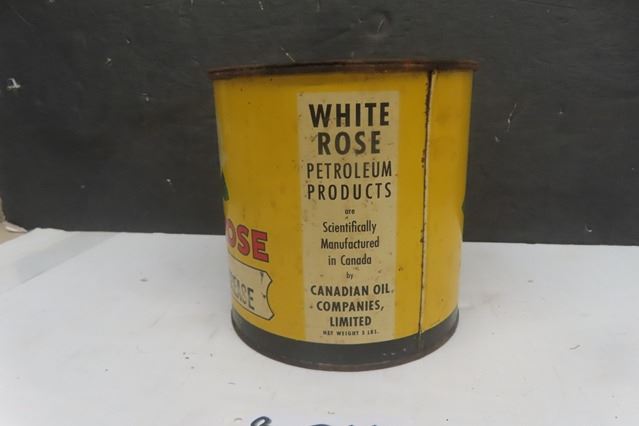 WHITE
ROSE
PETROLEUM
PRODUCTS
are
Scientifically
Manufactured
in Canada
by
CANADIAN OIL
COMPANIES,
LIMITED
NET WEIGHT 5 LBS.
OSE
EASE